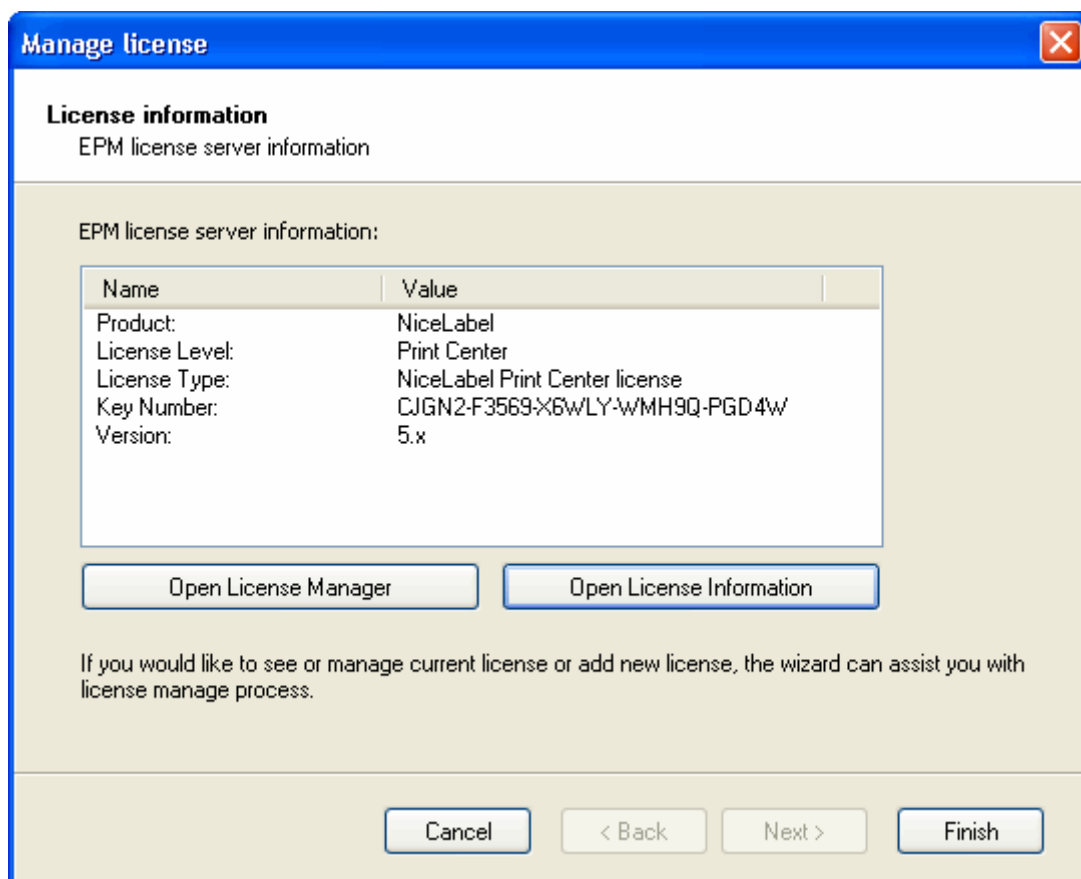 Manage license
License information
EPM license server information
EPM license server information:
Name Value
Product: NiceLabel
License Level: Print Center
License Type: NiceLabel Print Center license
Key Number: CJGN2-F3569-X6WLY-WMH9Q-PGD4W
Version: 5.x
Open License Manager Open License Information
If you would like to see or manage current license or add new license, the wizard can assist you with
license manage process.
Cancel < Back Next > Finish